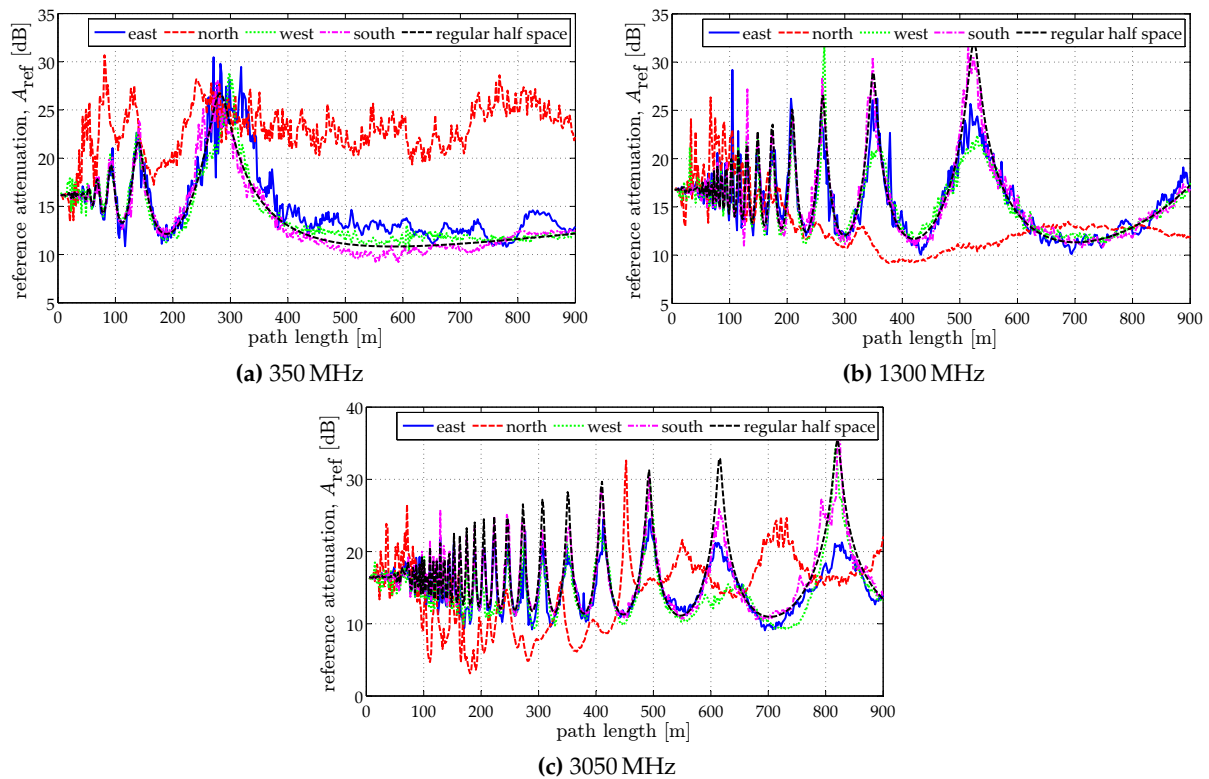 reference attenuation, A_ref [dB]
35
30
25
20
15
10
5
east north west south regular half space
0 100 200 300 400 500 600 700 800 900
path length [m]
(a) 350 MHz
reference attenuation, A_ref [dB]
35
30
25
20
15
10
5
east north west south regular half space
0 100 200 300 400 500 600 700 800 900
path length [m]
(b) 1300 MHz
reference attenuation, A_ref [dB]
40
30
20
10
0
east north west south regular half space
0 100 200 300 400 500 600 700 800 900
path length [m]
(c) 3050 MHz